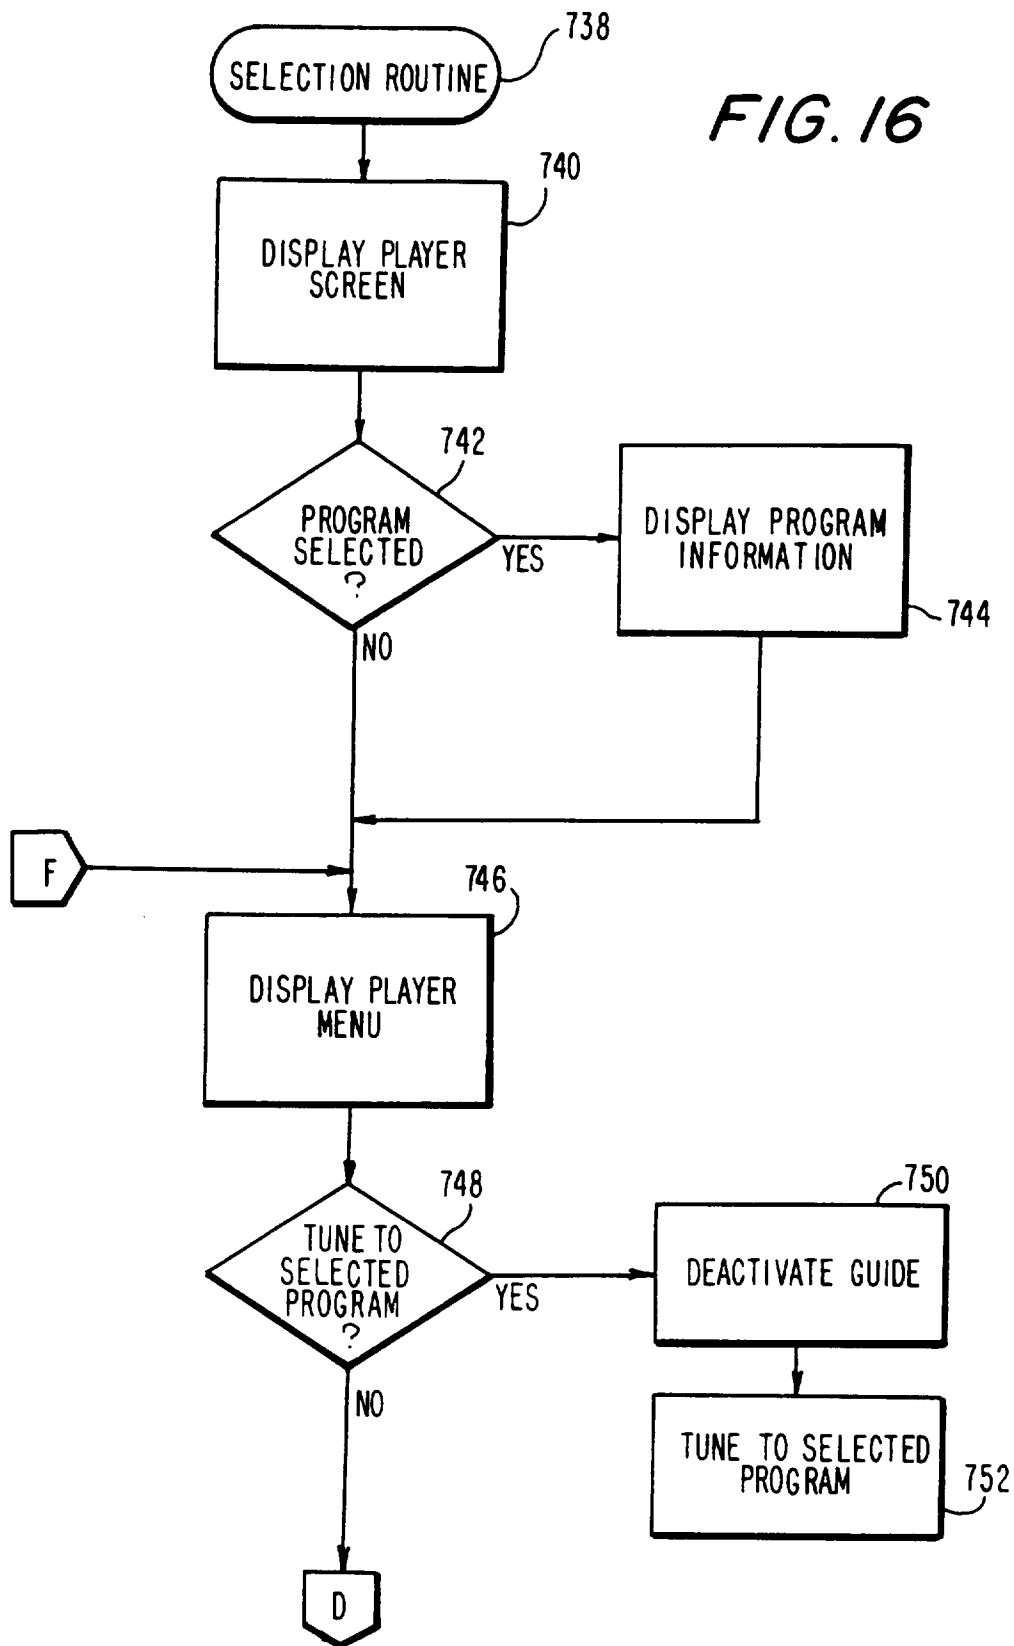 738
SELECTION ROUTINE
FIG. 16
740
DISPLAY PLAYER
SCREEN
742
PROGRAM
SELECTED
?
YES
NO
DISPLAY PROGRAM
INFORMATION
744
F
746
DISPLAY PLAYER
MENU
748
TUNE TO
SELECTED
PROGRAM
?
YES
NO
750
DEACTIVATE GUIDE
TUNE TO SELECTED
PROGRAM
752
D